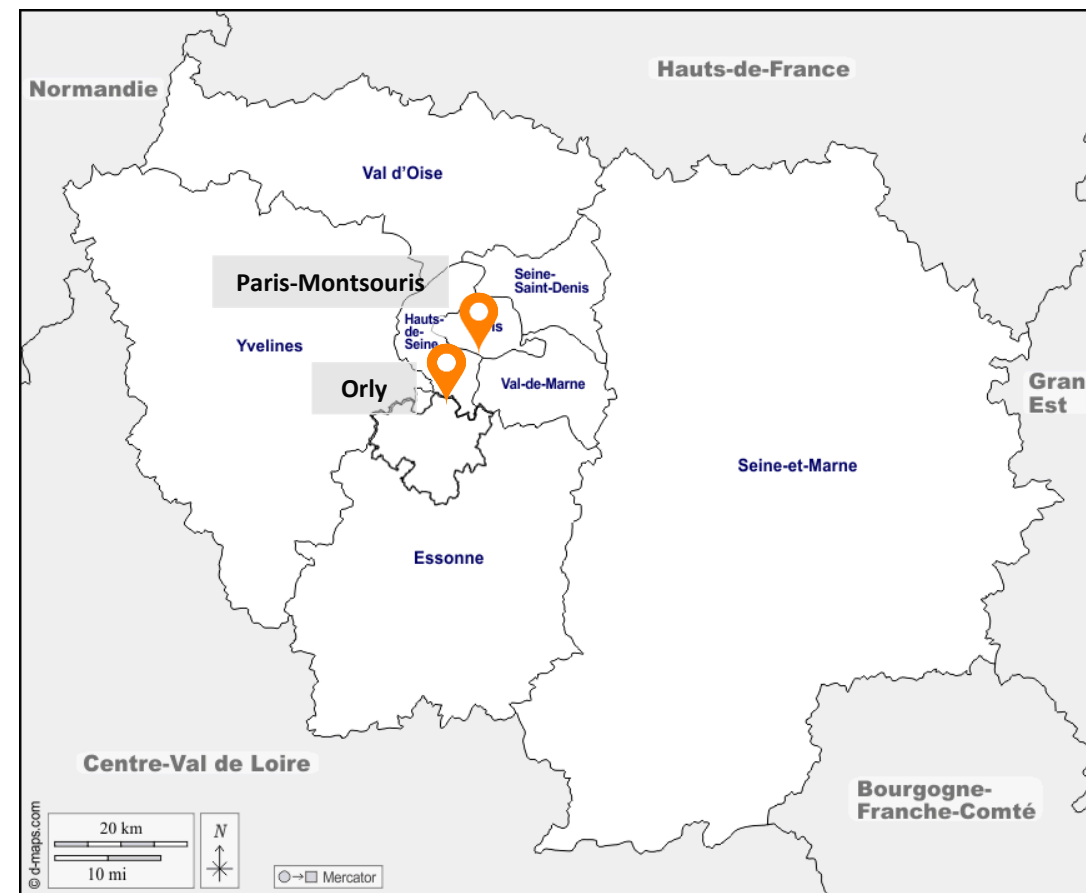 Normandie
Hauts-de-France
Val d'Oise
Paris-Montsouris
Seine-
Saint-Denis
Hauts-
de-
Seine
is
Yvelines
Orly
Val-de-Marne
Gran
Est
Seine-et-Marne
Essonne
Centre-Val de Loire
Bourgogne-
Franche-Comté
© d-maps.com
20 km
10 mi
N
Mercator